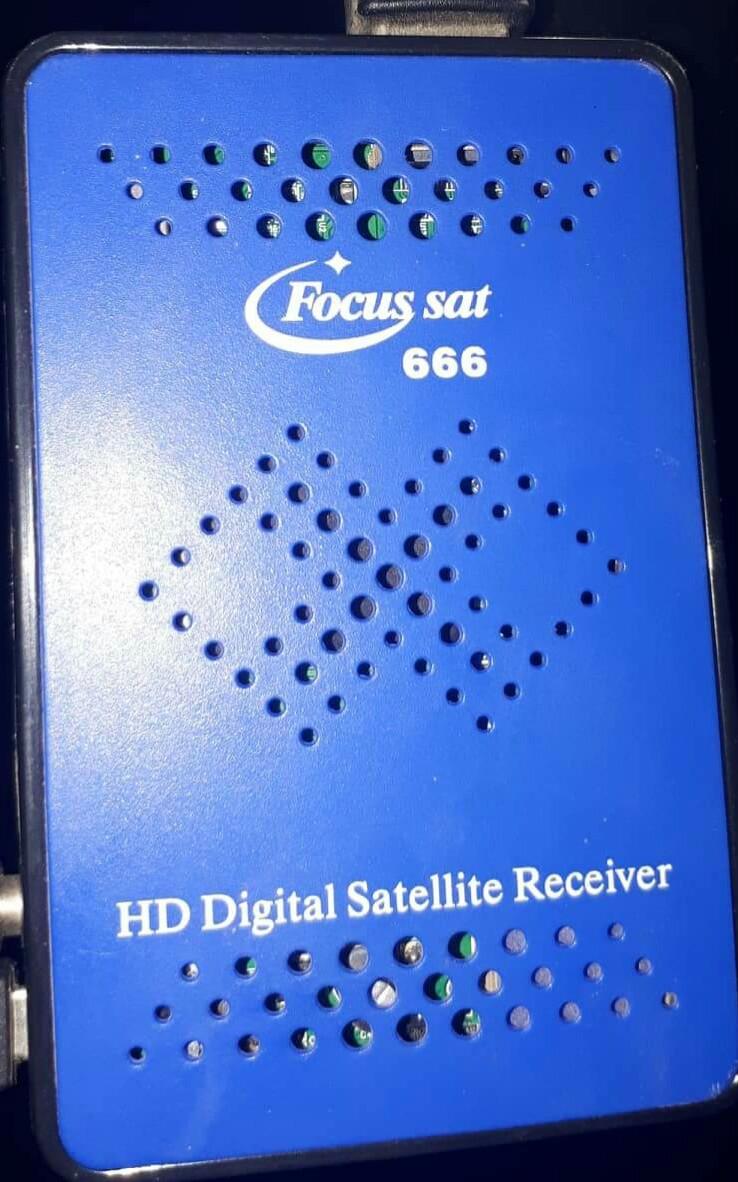 Focus sat
666
HD Digital Satellite Receiver